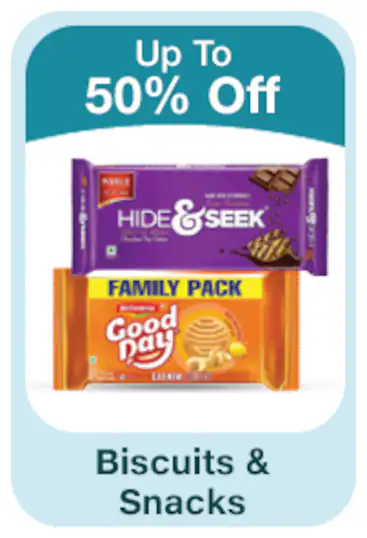 Up To
50% Off
PARLE
HIDE & SEEK
FAMILY PACK
BRITANNIA
Good
Day
CASHEW
Biscuits &
Snacks